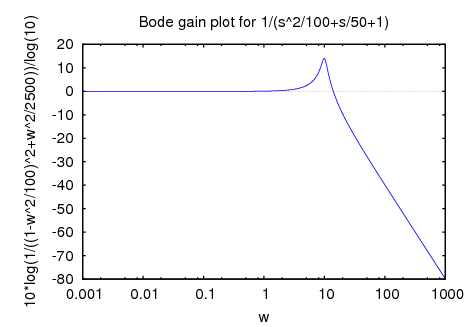 Bode gain plot for 1/(s^2/100+s/50+1)
10*log(1/((1-w^2/100)^2+w^2/2500))/log(10)
20
10
0
-10
-20
-30
-40
-50
-60
-70
-80
0.001 0.01 0.1 1 10 100 1000
w